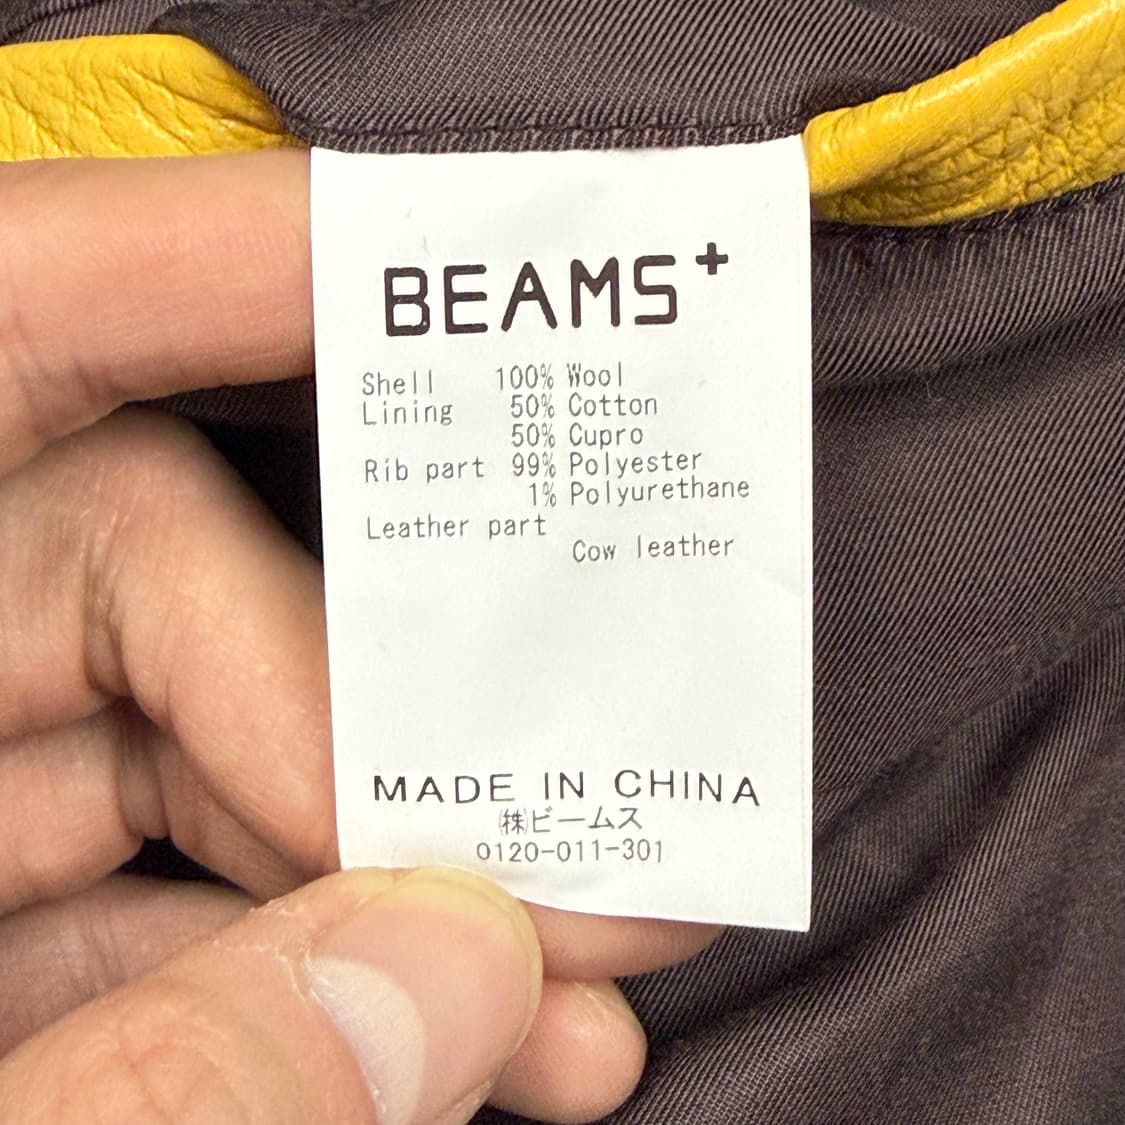 BEAMS+
Shell 100% Wool
Lining 50% Cotton
50% Cupro
Rib part 99% Polyester
1% Polyurethane
Leather part
Cow leather
MADE IN CHINA
㈱ビームス
0120-011-301